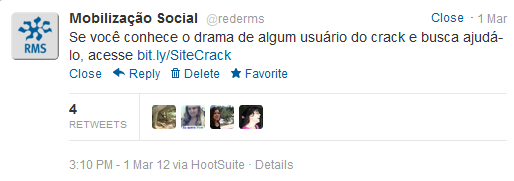 Mobilização Social @rederms Close · 1 Mar
Se você conhece o drama de algum usuário do crack e busca ajudá-
lo, acesse bit.ly/SiteCrack
Close Reply Delete Favorite
RMS
4
RETWEETS
3:10 PM - 1 Mar 12 via HootSuite · Details